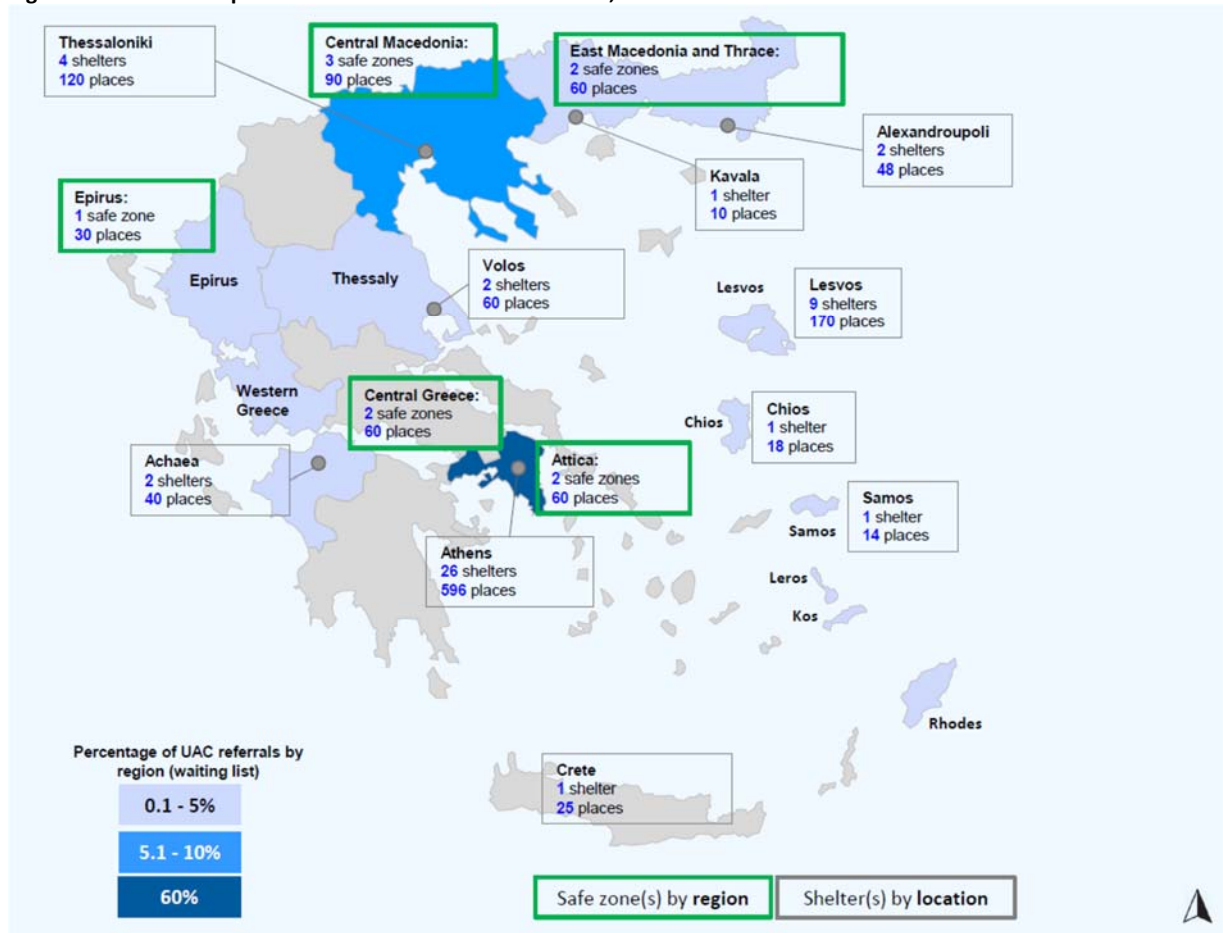 Thessaloniki
4 shelters
120 places
Central Macedonia:
3 safe zones
90 places
East Macedonia and Thrace:
2 safe zones
60 places
Alexandroupoli
2 shelters
48 places
Kavala
1 shelter
10 places
Epirus:
1 safe zone
30 places
Epirus
Thessaly
Volos
2 shelters
60 places
Lesvos
Lesvos
9 shelters
170 places
Western
Greece
Central Greece:
2 safe zones
60 places
Chios
Chios
1 shelter
18 places
Achaea
2 shelters
40 places
Attica:
2 safe zones
60 places
Samos
Samos
1 shelter
14 places
Athens
26 shelters
596 places
Leros
Kos
Rhodes
Percentage of UAC referrals by
region (waiting list)
0.1 - 5%
5.1 - 10%
60%
Crete
1 shelter
25 places
Safe zone(s) by region
Shelter(s) by location